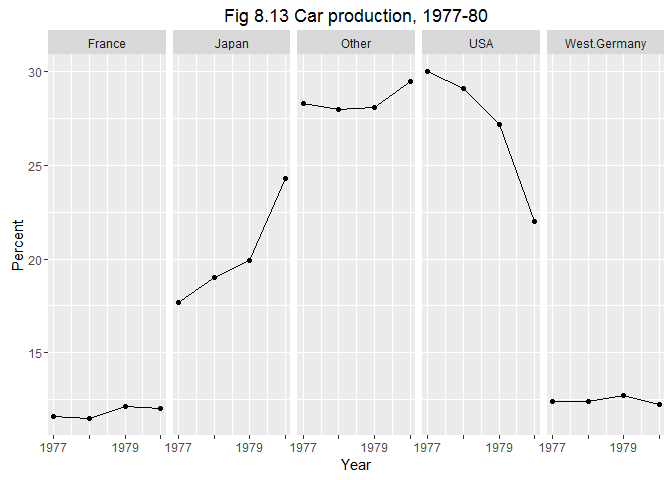 Fig 8.13 Car production, 1977-80
France Japan Other USA West.Germany
30
25
20
15
Percent
1977 1979 1977 1979 1977 1979 1977 1979 1977 1979
Year